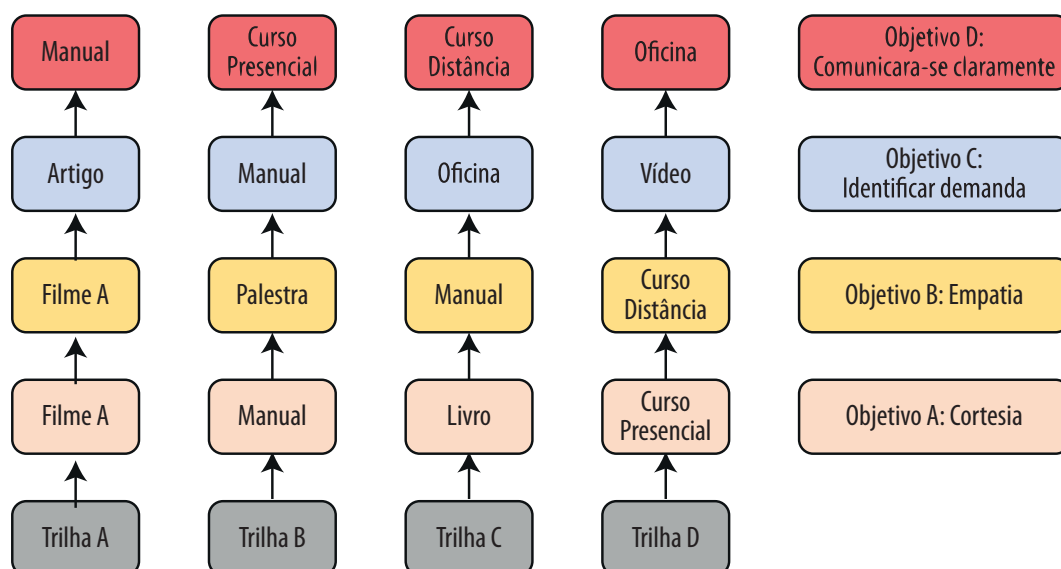 Manual
Curso
Presencial
Curso
Distância
Oficina
Objetivo D:
Comunicara-se claramente
Artigo
Manual
Oficina
Vídeo
Objetivo C:
Identificar demanda
Filme A
Palestra
Manual
Curso
Distância
Objetivo B: Empatia
Filme A
Manual
Livro
Curso
Presencial
Objetivo A: Cortesia
Trilha A
Trilha B
Trilha C
Trilha D